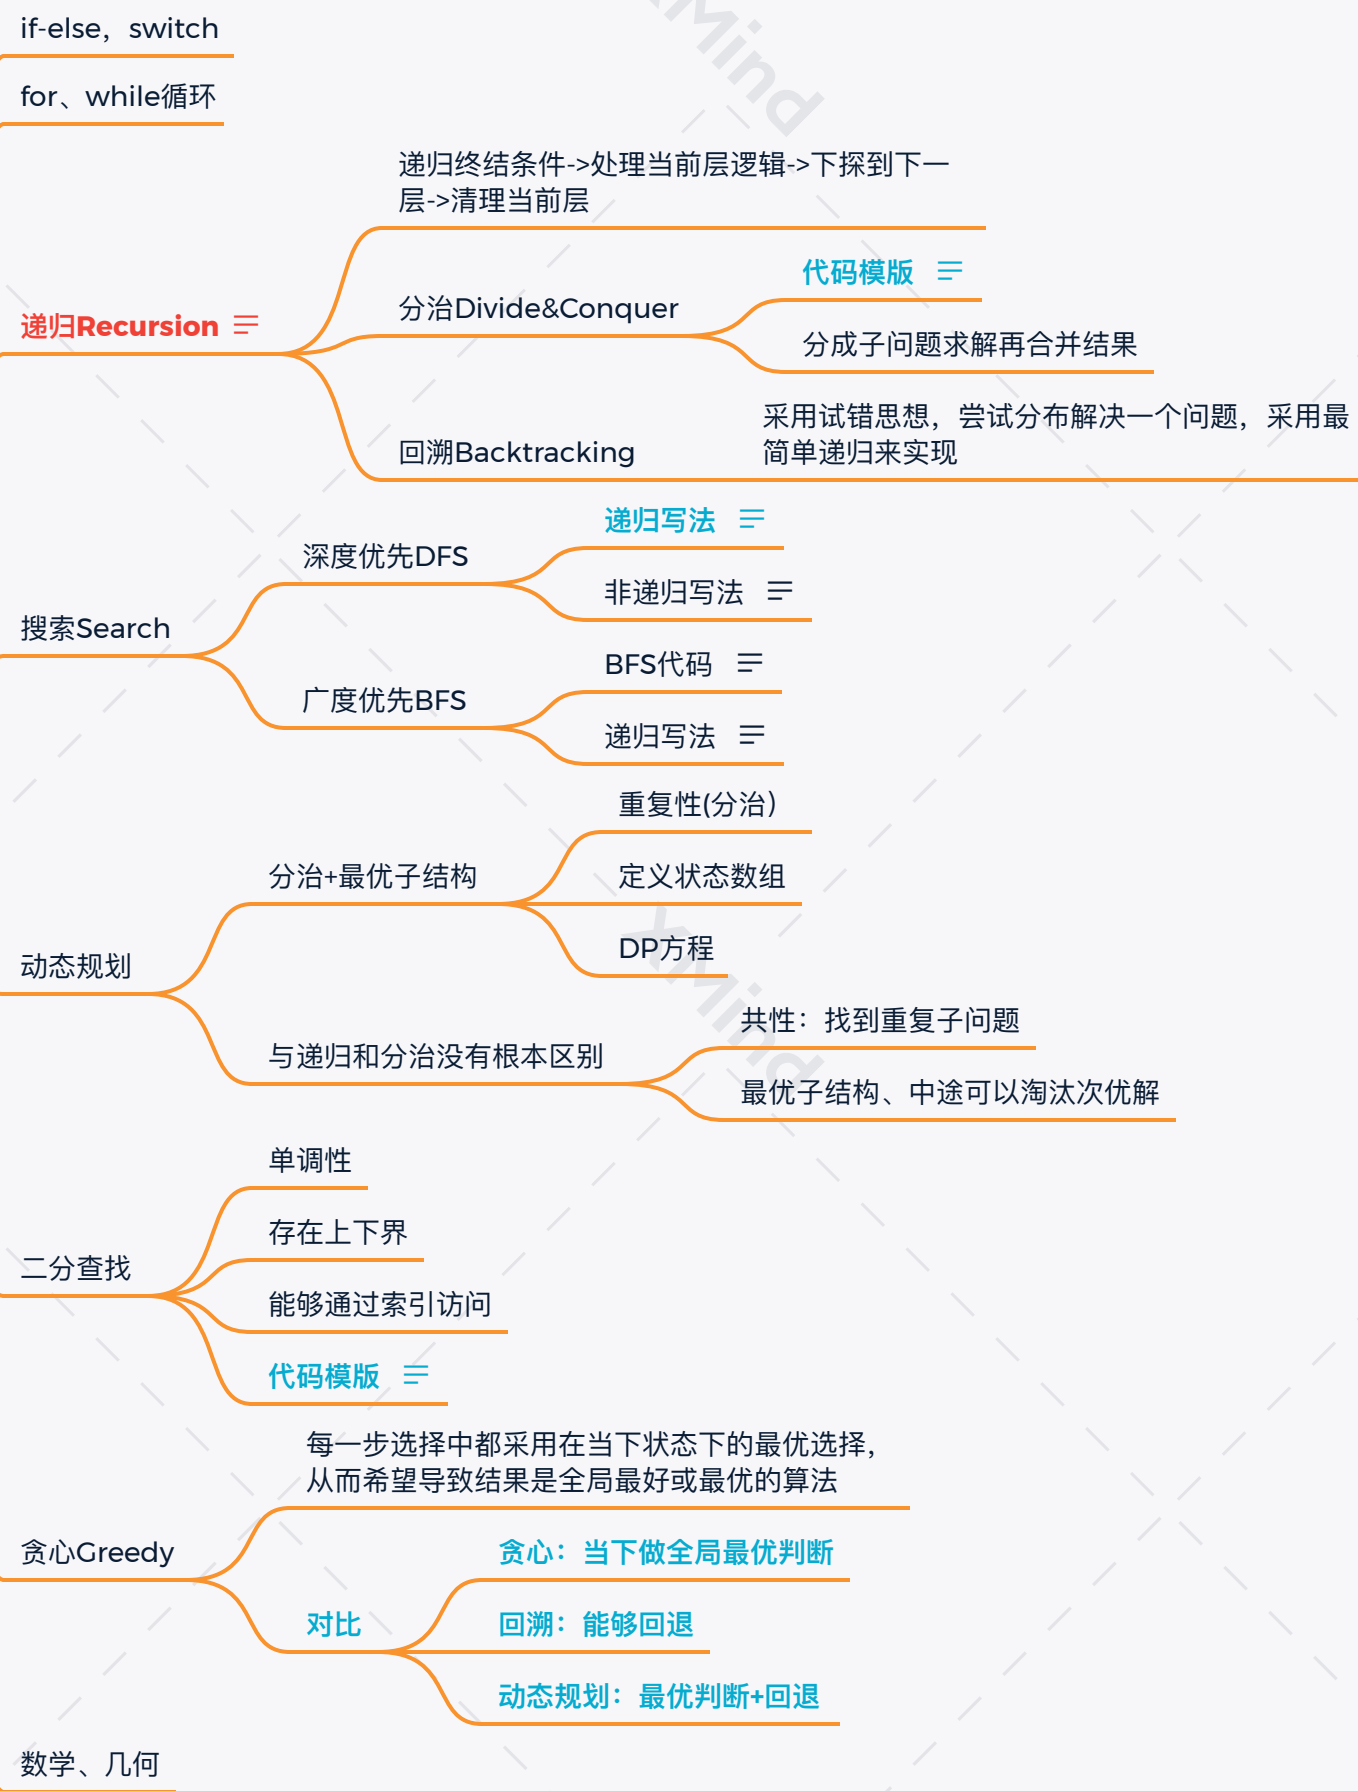 if-else，switch
for、while循环
递归终结条件->处理当前层逻辑->下探到下一
层->清理当前层
代码模版
分治Divide&Conquer
递归Recursion
分成子问题求解再合并结果
采用试错思想，尝试分布解决一个问题，采用最
简单递归来实现
回溯Backtracking
递归写法
深度优先DFS
非递归写法
搜索Search
BFS代码
广度优先BFS
递归写法
重复性(分治）
分治+最优子结构
定义状态数组
DP方程
动态规划
共性：找到重复子问题
与递归和分治没有根本区别
最优子结构、中途可以淘汰次优解
单调性
存在上下界
二分查找
能够通过索引访问
代码模版
每一步选择中都采用在当下状态下的最优选择，
从而希望导致结果是全局最好或最优的算法
贪心Greedy
贪心：当下做全局最优判断
对比
回溯：能够回退
动态规划：最优判断+回退
数学、几何
XMind
XMind